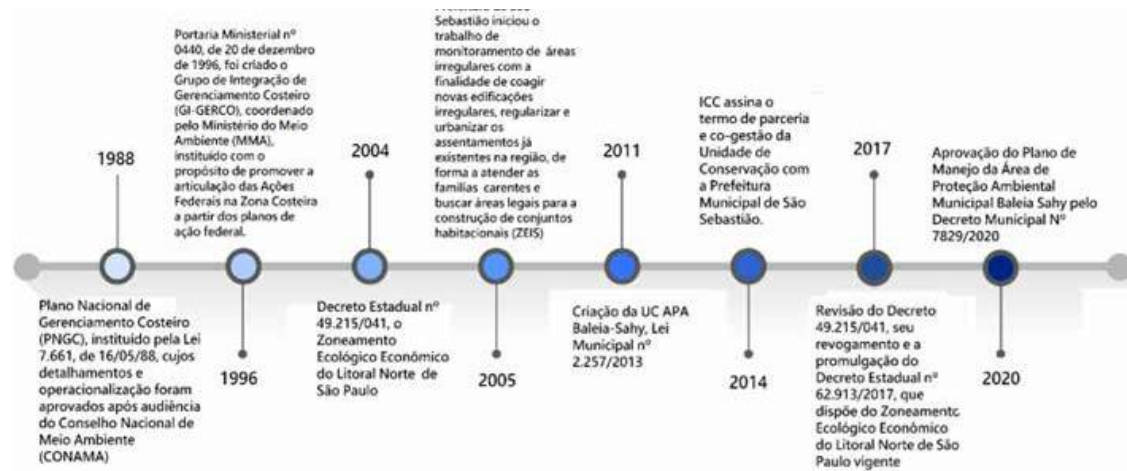 1988
Plano Nacional de
Gerenciamento Costeiro
(PNGC), instituído pela Lei
7.661, de 16/05/88, cujos
detalhamentos e
operacionalização foram
aprovados após audiência
do Conselho Nacional de
Meio Ambiente
(CONAMA)
Portaria Ministerial nº
0440, de 20 de dezembro
de 1996, foi criado o
Grupo de Integração de
Gerenciamento Costeiro
(GI-GERCO), coordenado
pelo Ministério do Meio
Ambiente (MMA),
instituído com o
propósito de promover a
articulação das Ações
Federais na Zona Costeira
a partir dos planos de
ação federal.
1996
2004
Decreto Estadual nº
49.215/041, o
Zoneamento
Ecológico Econômico
do Litoral Norte de
São Paulo
Sebastião iniciou o
trabalho de
monitoramento de áreas
irregulares com a
finalidade de coagir
novas edificações
irregulares, regularizar e
urbanizar os
assentamentos já
existentes na região, de
forma a atender as
famílias carentes e
buscar áreas legais para a
construção de conjuntos
habitacionais (ZEIS)
2005
2011
Criação da UC APA
Baleia-Sahy, Lei
Municipal nº
2.257/2013
ICC assina o
termo de parceria
e co-gestão da
Unidade de
Conservação com
a Prefeitura
Municipal de São
Sebastião.
2014
2017
Revisão do Decreto
49.215/041, seu
revogamento e a
promulgação do
Decreto Estadual nº
62.913/2017, que
dispõe do Zoneamento
Ecológico Econômico
do Litoral Norte de São
Paulo vigente
Aprovação do Plano de
Manejo da Área de
Proteção Ambiental
Municipal Baleia Sahy pelo
Decreto Municipal Nº
7829/2020
2020